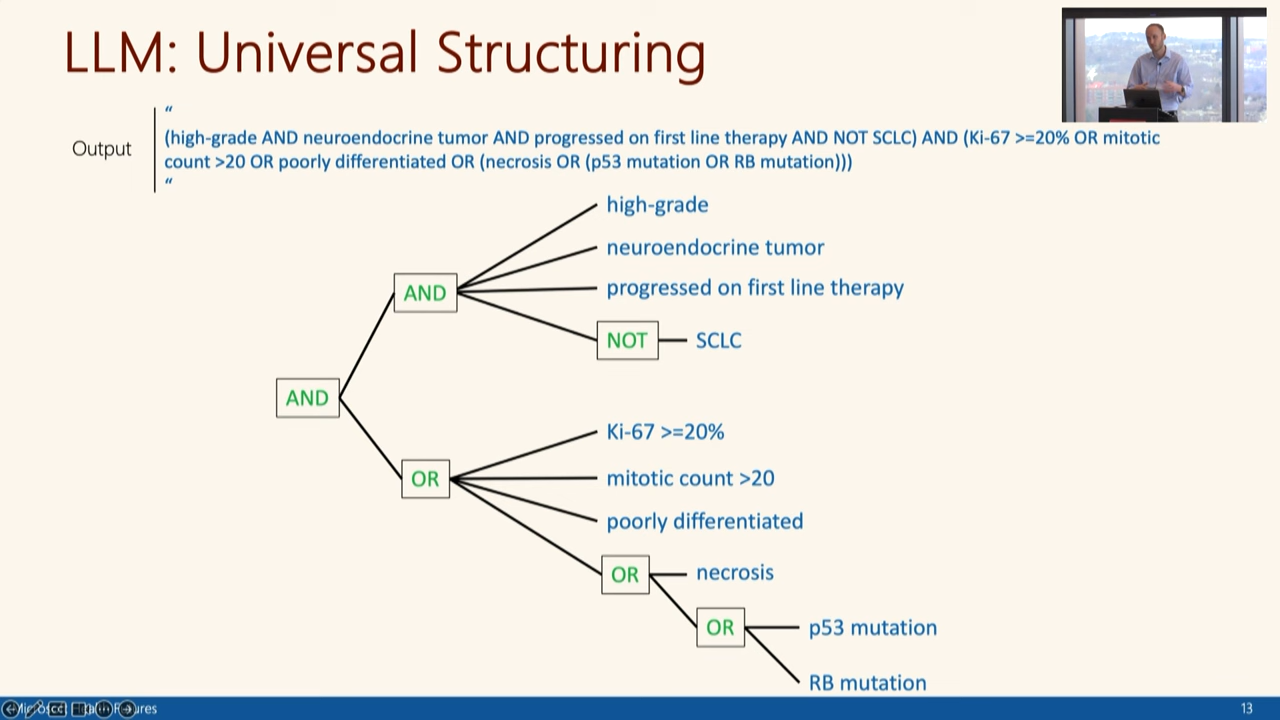 LLM: Universal Structuring
Output
“
(high-grade AND neuroendocrine tumor AND progressed on first line therapy AND NOT SCLC) AND (Ki-67 >=20% OR mitotic
count >20 OR poorly differentiated OR (necrosis OR (p53 mutation OR RB mutation)))
“
high-grade
neuroendocrine tumor
AND
progressed on first line therapy
NOT
SCLC
AND
Ki-67 >=20%
OR
mitotic count >20
poorly differentiated
OR
necrosis
OR
p53 mutation
RB mutation
13